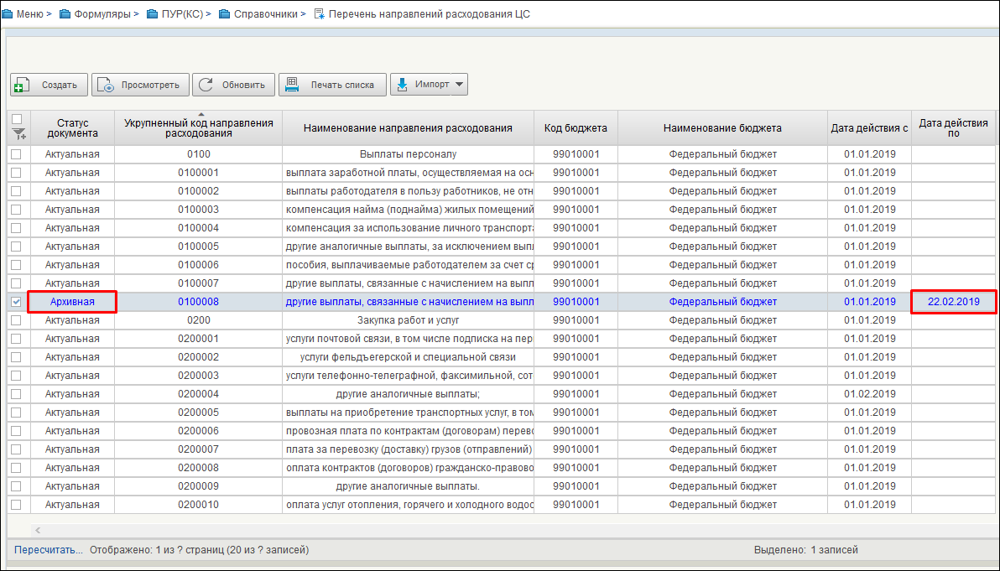 Меню > Формуляры > ПУР(КС) > Справочники > Перечень направлений расходования ЦС
Создать Просмотреть Обновить Печать списка Импорт
Статус документа Укрупненный код направления расходования Наименование направления расходования Код бюджета Наименование бюджета Дата действия с Дата действия по
Актуальная 0100 Выплаты персоналу 99010001 Федеральный бюджет 01.01.2019
Актуальная 0100001 выплата заработной платы, осуществляемая на осн 99010001 Федеральный бюджет 01.01.2019
Актуальная 0100002 выплаты работодателя в пользу работников, не отн 99010001 Федеральный бюджет 01.01.2019
Актуальная 0100003 компенсация найма (поднайма) жилых помещений 99010001 Федеральный бюджет 01.01.2019
Актуальная 0100004 компенсация за использование личного транспорта 99010001 Федеральный бюджет 01.01.2019
Актуальная 0100005 другие аналогичные выплаты, за исключением выпл 99010001 Федеральный бюджет 01.01.2019
Актуальная 0100006 пособия, выплачиваемые работодателем за счет ср 99010001 Федеральный бюджет 01.01.2019
Актуальная 0100007 другие выплаты, связанные с начислением на выпл 99010001 Федеральный бюджет 01.01.2019
Архивная 0100008 другие выплаты, связанные с начислением на выпл 99010001 Федеральный бюджет 01.01.2019 22.02.2019
Актуальная 0200 Закупка работ и услуг 99010001 Федеральный бюджет 01.01.2019
Актуальная 0200001 услуги почтовой связи, в том числе подписка на пер 99010001 Федеральный бюджет 01.01.2019
Актуальная 0200002 услуги фельдъегерской и специальной связи 99010001 Федеральный бюджет 01.01.2019
Актуальная 0200003 услуги телефонно-телеграфной, факсимильной, сот 99010001 Федеральный бюджет 01.01.2019
Актуальная 0200004 другие аналогичные выплаты; 99010001 Федеральный бюджет 01.02.2019
Актуальная 0200005 выплаты на приобретение транспортных услуг, в том 99010001 Федеральный бюджет 01.01.2019
Актуальная 0200006 провозная плата по контрактам (договорам) перево 99010001 Федеральный бюджет 01.01.2019
Актуальная 0200007 плата за перевозку (доставку) грузов (отправлений) 99010001 Федеральный бюджет 01.01.2019
Актуальная 0200008 оплата контрактов (договоров) гражданско-правово 99010001 Федеральный бюджет 01.01.2019
Актуальная 0200009 другие аналогичные выплаты. 99010001 Федеральный бюджет 01.01.2019
Актуальная 0200010 оплата услуг отопления, горячего и холодного водос 99010001 Федеральный бюджет 01.01.2019
Пересчитать... Отображено: 1 из ? страниц (20 из ? записей) Выделено: 1 записей